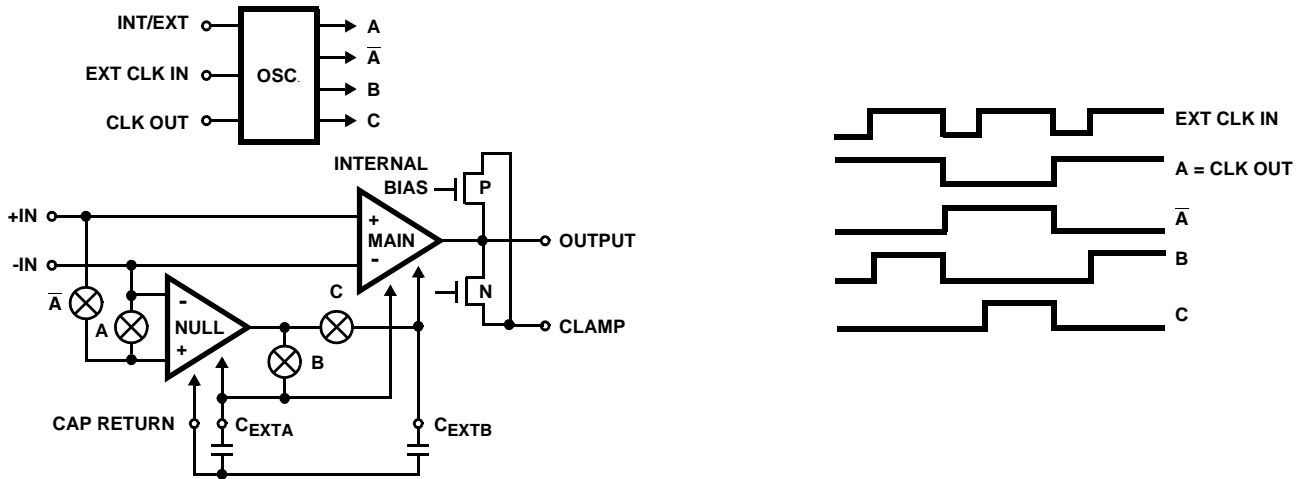 INT/EXT
EXT CLK IN
CLK OUT
OSC.
A
A̅
B
C
+IN
-IN
A̅
A
-
NULL
+
INTERNAL
BIAS
P
+
MAIN
-
N
OUTPUT
CLAMP
C
B
CAP RETURN
CEXTA
CEXTB
EXT CLK IN
A = CLK OUT
A̅
B
C